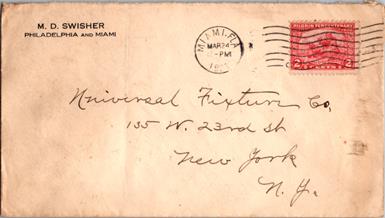 M. D. SWISHER
PHILADELPHIA AND MIAMI
MIAMI, FLA
MAR 24
-PM
PILGRIM TERCENTENARY
2 CENTS 2
Universal Fixture Co,
135 W. 23rd st
New York
N. Y.